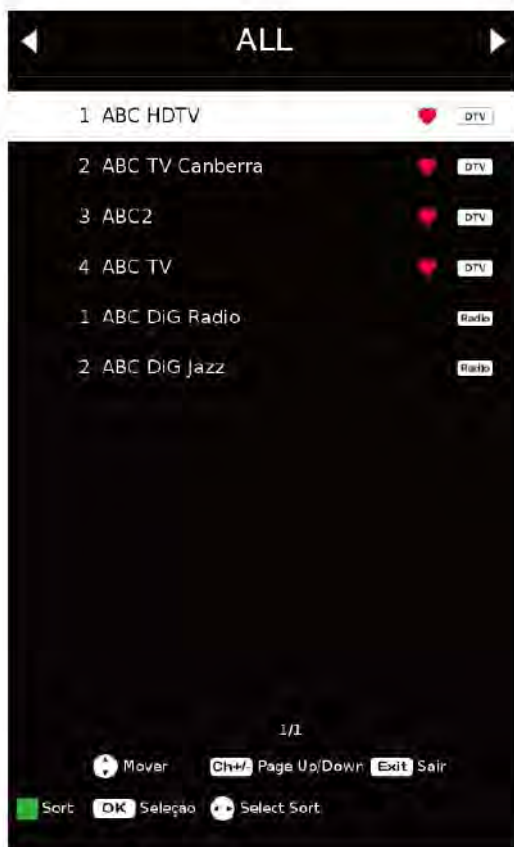 ALL
1 ABC HDTV DTV
2 ABC TV Canberra DTV
3 ABC2 DTV
4 ABC TV DTV
1 ABC DiG Radio Radio
2 ABC DiG Jazz Radio
1/1
Mover Ch+/- Page Up/Down Exit Sair
Sort OK Seleçao Select Sort